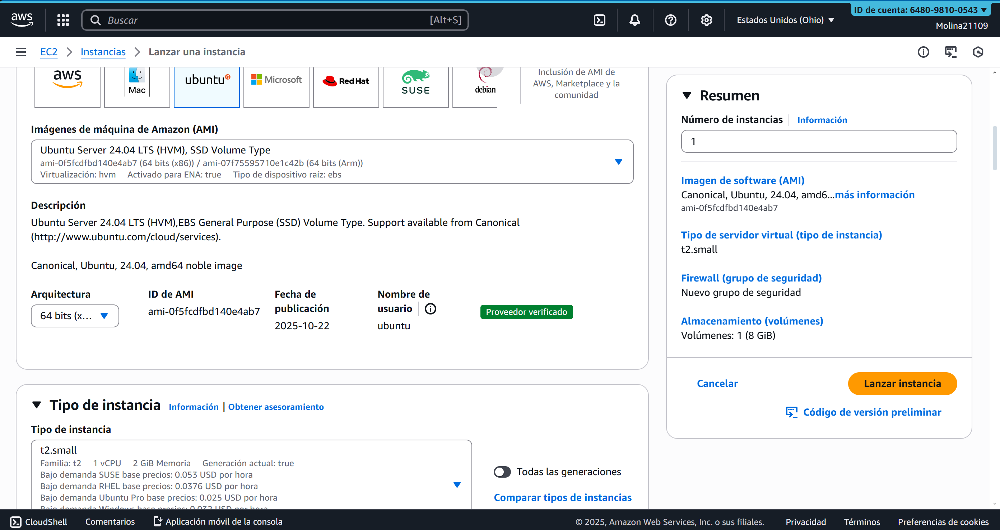 ID de cuenta: 6480-9810-0543
aws
Buscar
[Alt+S]
Estados Unidos (Ohio)
Molina21109
EC2
Instancias
Lanzar una instancia
aws
Mac
ubuntu
Microsoft
Red Hat
SUSE
debian
Inclusión de AMI de
AWS, Marketplace y la
comunidad
Imágenes de máquina de Amazon (AMI)
Ubuntu Server 24.04 LTS (HVM), SSD Volume Type
ami-0f5fcdfbd140e4ab7 (64 bits (x86)) / ami-07f75595710e1c42b (64 bits (Arm))
Virtualización: hvm Activado para ENA: true Tipo de dispositivo raíz: ebs
Descripción
Ubuntu Server 24.04 LTS (HVM),EBS General Purpose (SSD) Volume Type. Support available from Canonical
(http://www.ubuntu.com/cloud/services).
Canonical, Ubuntu, 24.04, amd64 noble image
Arquitectura
64 bits (x...
ID de AMI
ami-0f5fcdfbd140e4ab7
Fecha de
publicación
2025-10-22
Nombre de
usuario
ubuntu
Proveedor verificado
Tipo de instancia
Información | Obtener asesoramiento
Tipo de instancia
t2.small
Familia: t2 1 vCPU 2 GiB Memoria Generación actual: true
Bajo demanda SUSE base precios: 0.053 USD por hora
Bajo demanda RHEL base precios: 0.0376 USD por hora
Bajo demanda Ubuntu Pro base precios: 0.025 USD por hora
Bajo demanda Windows base precios: 0.032 USD por hora
Todas las generaciones
Comparar tipos de instancias
Resumen
Número de instancias
Información
1
Imagen de software (AMI)
Canonical, Ubuntu, 24.04, amd6...más información
ami-0f5fcdfbd140e4ab7
Tipo de servidor virtual (tipo de instancia)
t2.small
Firewall (grupo de seguridad)
Nuevo grupo de seguridad
Almacenamiento (volúmenes)
Volúmenes: 1 (8 GiB)
Cancelar
Lanzar instancia
Código de versión preliminar
CloudShell
Comentarios
Aplicación móvil de la consola
© 2025, Amazon Web Services, Inc. o sus filiales.
Privacidad
Términos
Preferencias de cookies